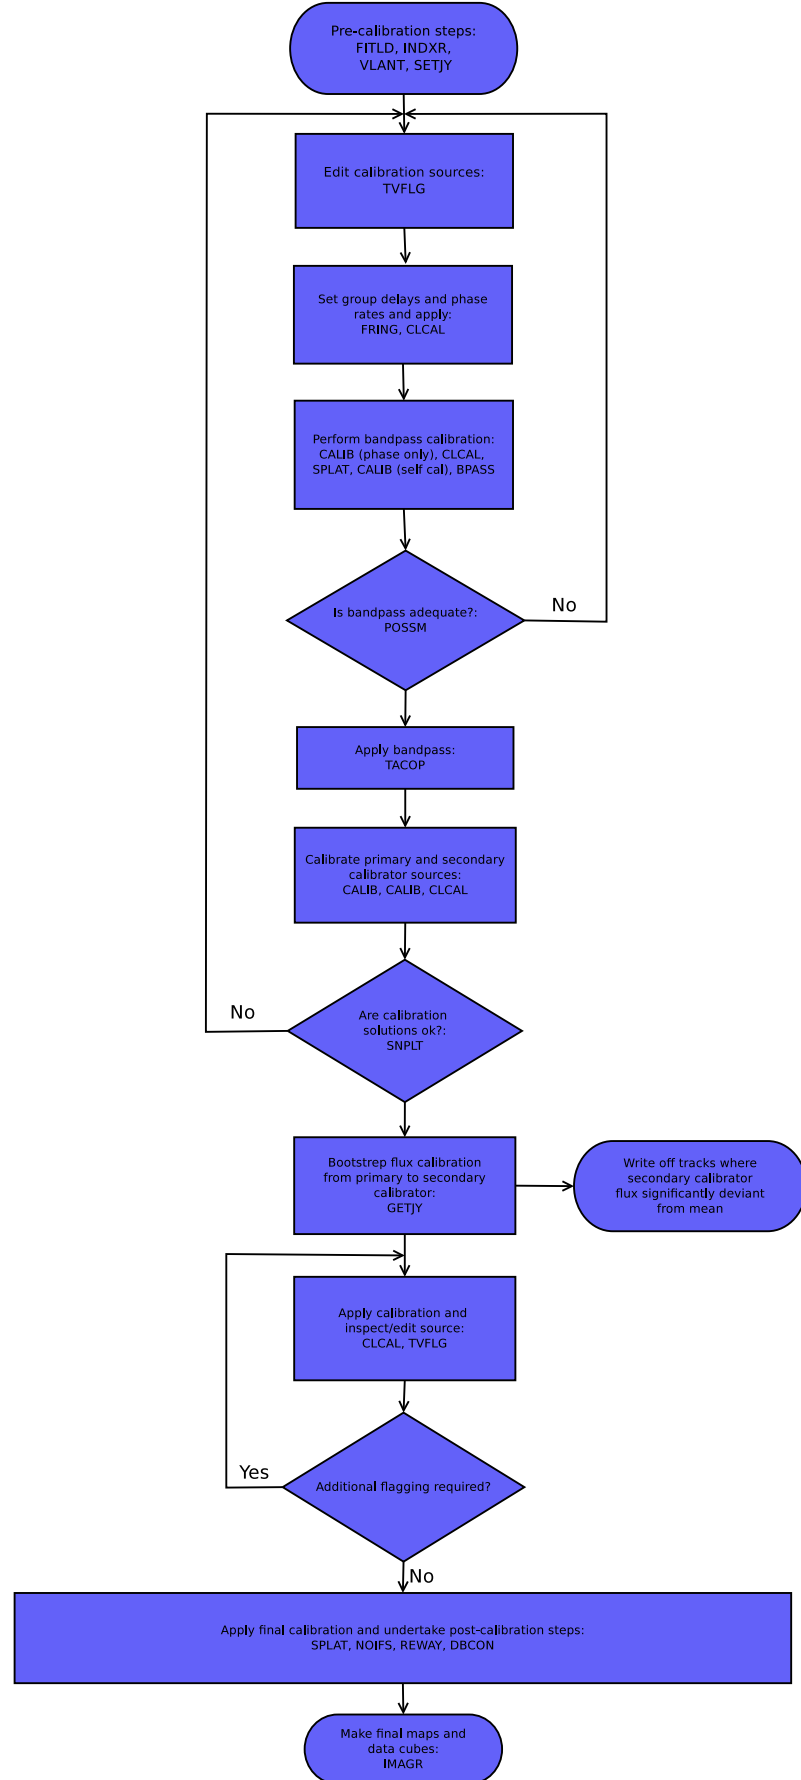 Pre-calibration steps:
FITLD, INDXR,
VLANT, SETJY
Edit calibration sources:
TVFLG
Set group delays and phase
rates and apply:
FRING, CLCAL
Perform bandpass calibration:
CALIB (phase only), CLCAL,
SPLAT, CALIB (self cal), BPASS
Is bandpass adequate?:
POSSM
No
Apply bandpass:
TACOP
Calibrate primary and secondary
calibrator sources:
CALIB, CALIB, CLCAL
No
Are calibration
solutions ok?:
SNPLT
Bootstrep flux calibration
from primary to secondary
calibrator:
GETJY
Write off tracks where
secondary calibrator
flux significantly deviant
from mean
Apply calibration and
inspect/edit source:
CLCAL, TVFLG
Yes
Additional flagging required?
No
Apply final calibration and undertake post-calibration steps:
SPLAT, NOIFS, REWAY, DBCON
Make final maps and
data cubes:
IMAGR